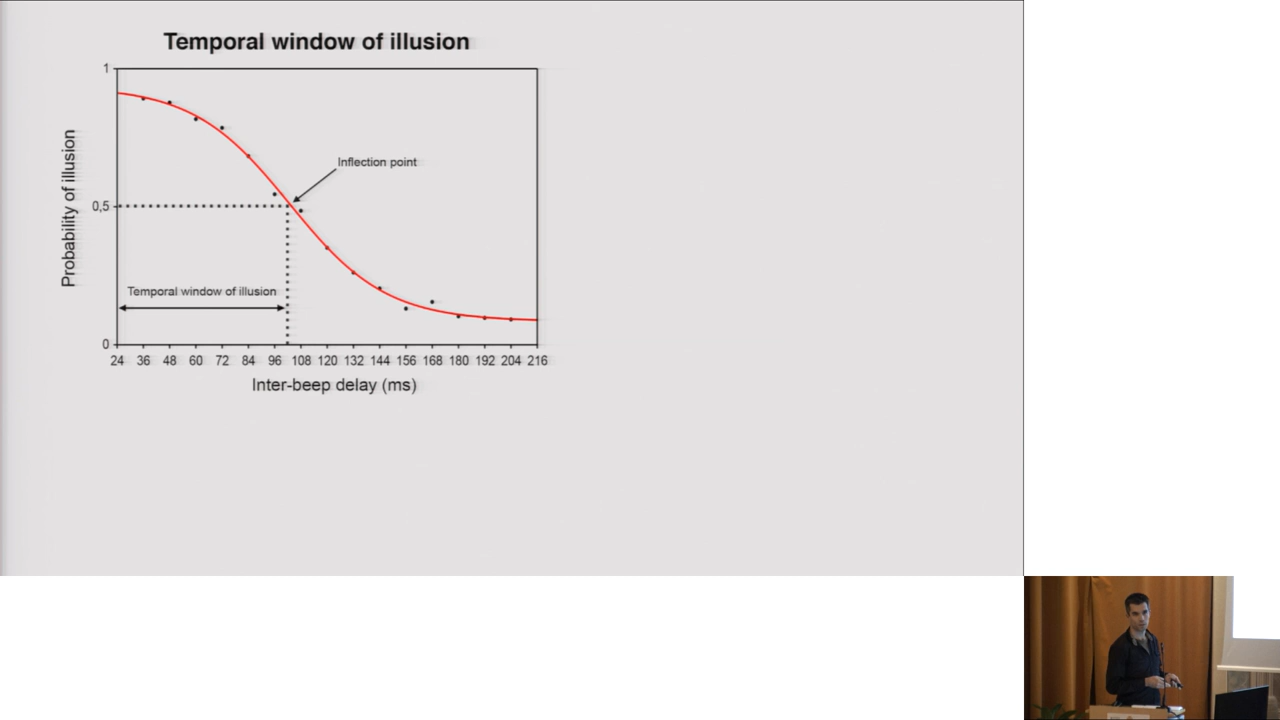 Temporal window of illusion
1
Probability of illusion
Inflection point
0,5
Temporal window of illusion
0
24 36 48 60 72 84 96 108 120 132 144 156 168 180 192 204 216
Inter-beep delay (ms)